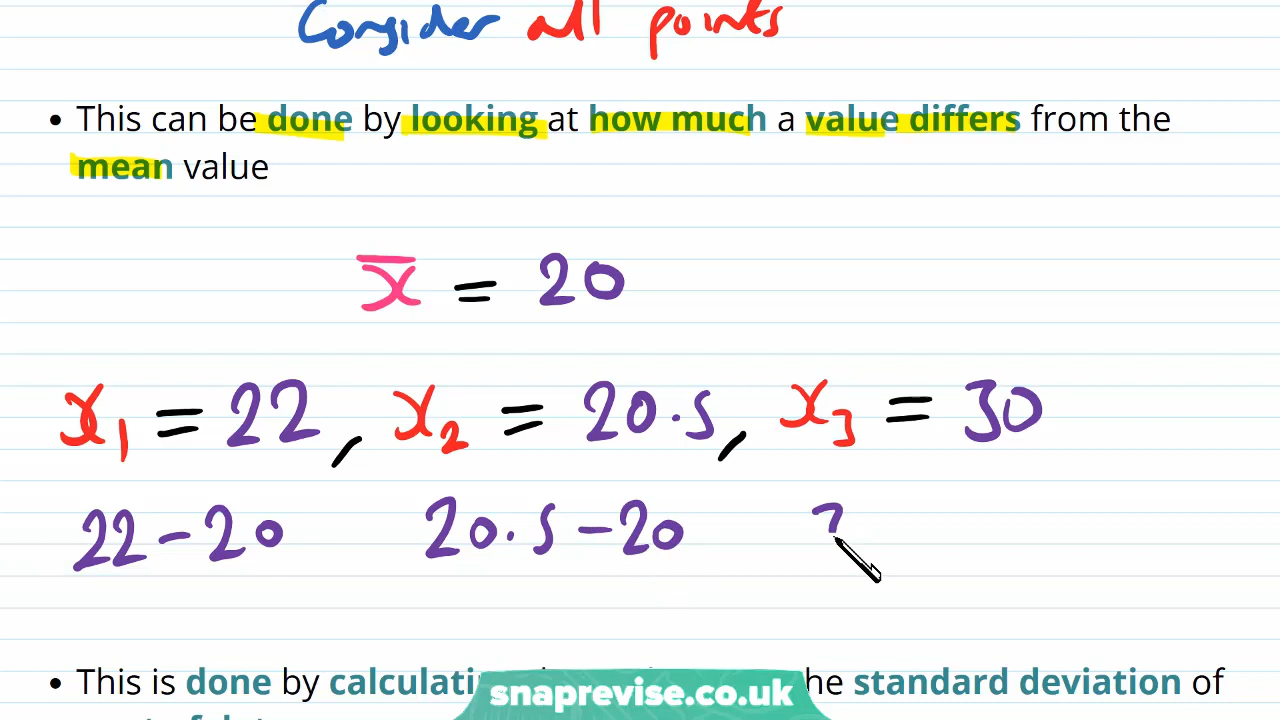 Consider all points
• This can be done by looking at how much a value differs from the
mean value
x̄ = 20
x₁ = 22, x₂ = 20.5, x₃ = 30
22 - 20 20.5 - 20
• This is done by the standard deviation of
snaprevise.co.uk